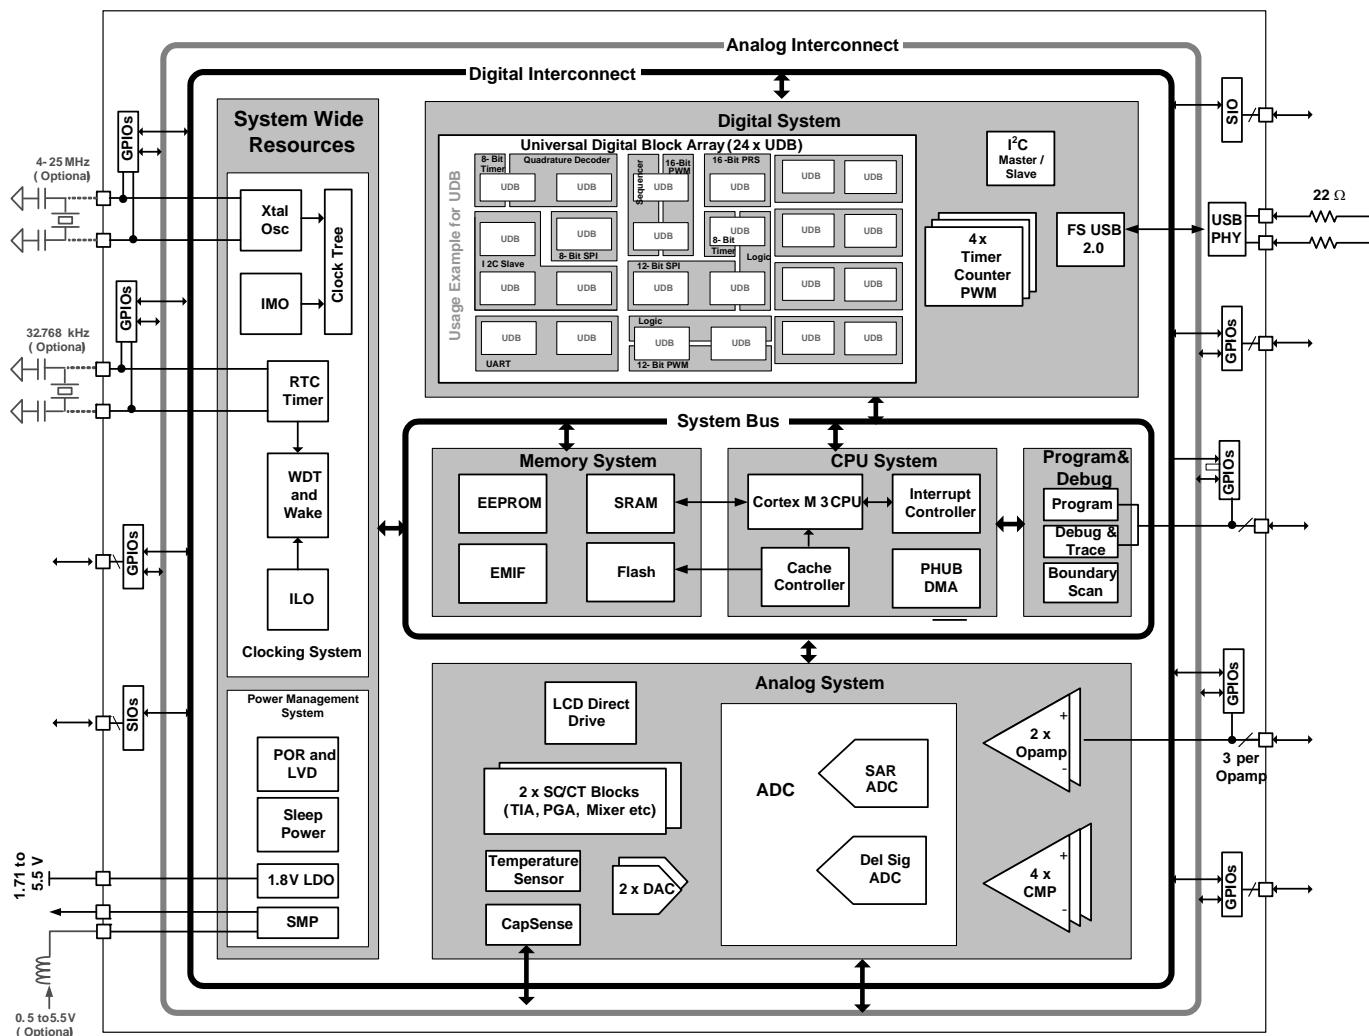 Analog Interconnect
Digital Interconnect
System Wide
Resources
4-25 MHz
( Optional)
GPIOs
Xtal
Osc
IMO
Clock Tree
32.768 kHz
( Optional)
GPIOs
RTC
Timer
WDT
and
Wake
ILO
Clocking System
GPIOs
SIOs
Power Management
System
POR and
LVD
Sleep
Power
1.8V LDO
SMP
1.71 to
5.5 V
0. 5 to5.5V
( Optional)
Digital System
Universal Digital Block Array (24 x UDB)
Usage Example for UDB
8- Bit
Timer
Quadrature Decoder
Sequencer
16-Bit
PWM
16 -Bit PRS
UDB
UDB
UDB
UDB
UDB
UDB
UDB
UDB
UDB
UDB
UDB
UDB
8- Bit
Timer
Logic
I 2C Slave
8- Bit SPI
12- Bit SPI
UDB
UDB
UDB
UDB
UDB
UDB
Logic
UDB
UDB
UDB
UDB
UDB
UDB
UART
12- Bit PWM
I2C
Master /
Slave
4 x
Timer
Counter
PWM
FS USB
2.0
SIO
USB
PHY
22 Ω
GPIOs
System Bus
Memory System
EEPROM
SRAM
EMIF
Flash
CPU System
Cortex M 3 CPU
Interrupt
Controller
Cache
Controller
PHUB
DMA
Program&
Debug
Program
Debug &
Trace
Boundary
Scan
GPIOs
Analog System
LCD Direct
Drive
2 x SC/CT Blocks
(TIA, PGA, Mixer etc)
Temperature
Sensor
2 x DAC
CapSense
ADC
SAR
ADC
Del Sig
ADC
+
2 x
Opamp
-
+
4 x
CMP
-
GPIOs
3 per
Opamp
GPIOs